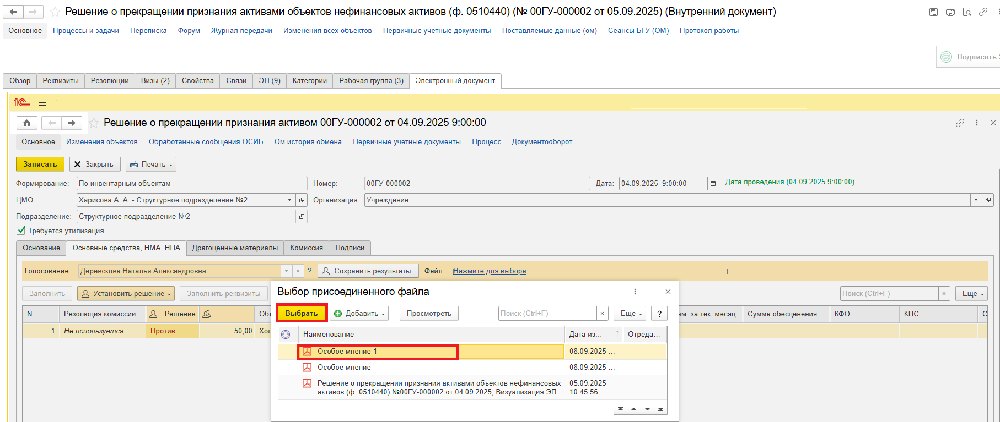 Решение о прекращении признания активами объектов нефинансовых активов (ф. 0510440) (№ 00ГУ-000002 от 05.09.2025) (Внутренний документ)
Основное Процессы и задачи Переписка Форум Журнал передачи Изменения всех объектов Первичные учетные документы Поставляемые данные (ом) Сеансы БГУ (ОМ) Протокол работы
Подписать
Обзор Реквизиты Резолюции Визы (2) Свойства Связи ЭП (9) Категории Рабочая группа (3) Электронный документ
1С
Решение о прекращении признания активом 00ГУ-000002 от 04.09.2025 9:00:00
Основное Изменения объектов Обработанные сообщения ОСИБ Ом история обмена Первичные учетные документы Процесс Документооборот
Записать Закрыть Печать
Формирование: По инвентарным объектам Номер: 00ГУ-000002 Дата: 04.09.2025 9:00:00 Дата проведения (04.09.2025 9:00:00)
ЦМО: Харисова А. А. - Структурное подразделение №2 Организация: Учреждение
Подразделение: Структурное подразделение №2
Требуется утилизация
Основание Основные средства, НМА, НПА Драгоценные материалы Комиссия Подписи
Голосование: Деревскова Наталья Александровна ? Сохранить результаты Файл: Нажмите для выбора
Заполнить Установить решение Заполнить реквизиты Поиск (Ctrl+F) × Еще
N Резолюция комиссии Решение Объ ам. за тек. месяц Сумма обесценения КФО КПС С
1 Не используется Против 50,00 Хол
Выбор присоединенного файла
Выбрать Добавить Просмотреть Поиск (Ctrl+F) × Еще ?
Наименование Дата из... ↑ Отреда...
Особое мнение 1 08.09.2025 ...
Особое мнение 08.09.2025 ...
Решение о прекращении признания активами объектов нефинансовых 05.09.2025
активов (ф. 0510440) №00ГУ-000002 от 04.09.2025, Визуализация ЭП 10:45:56